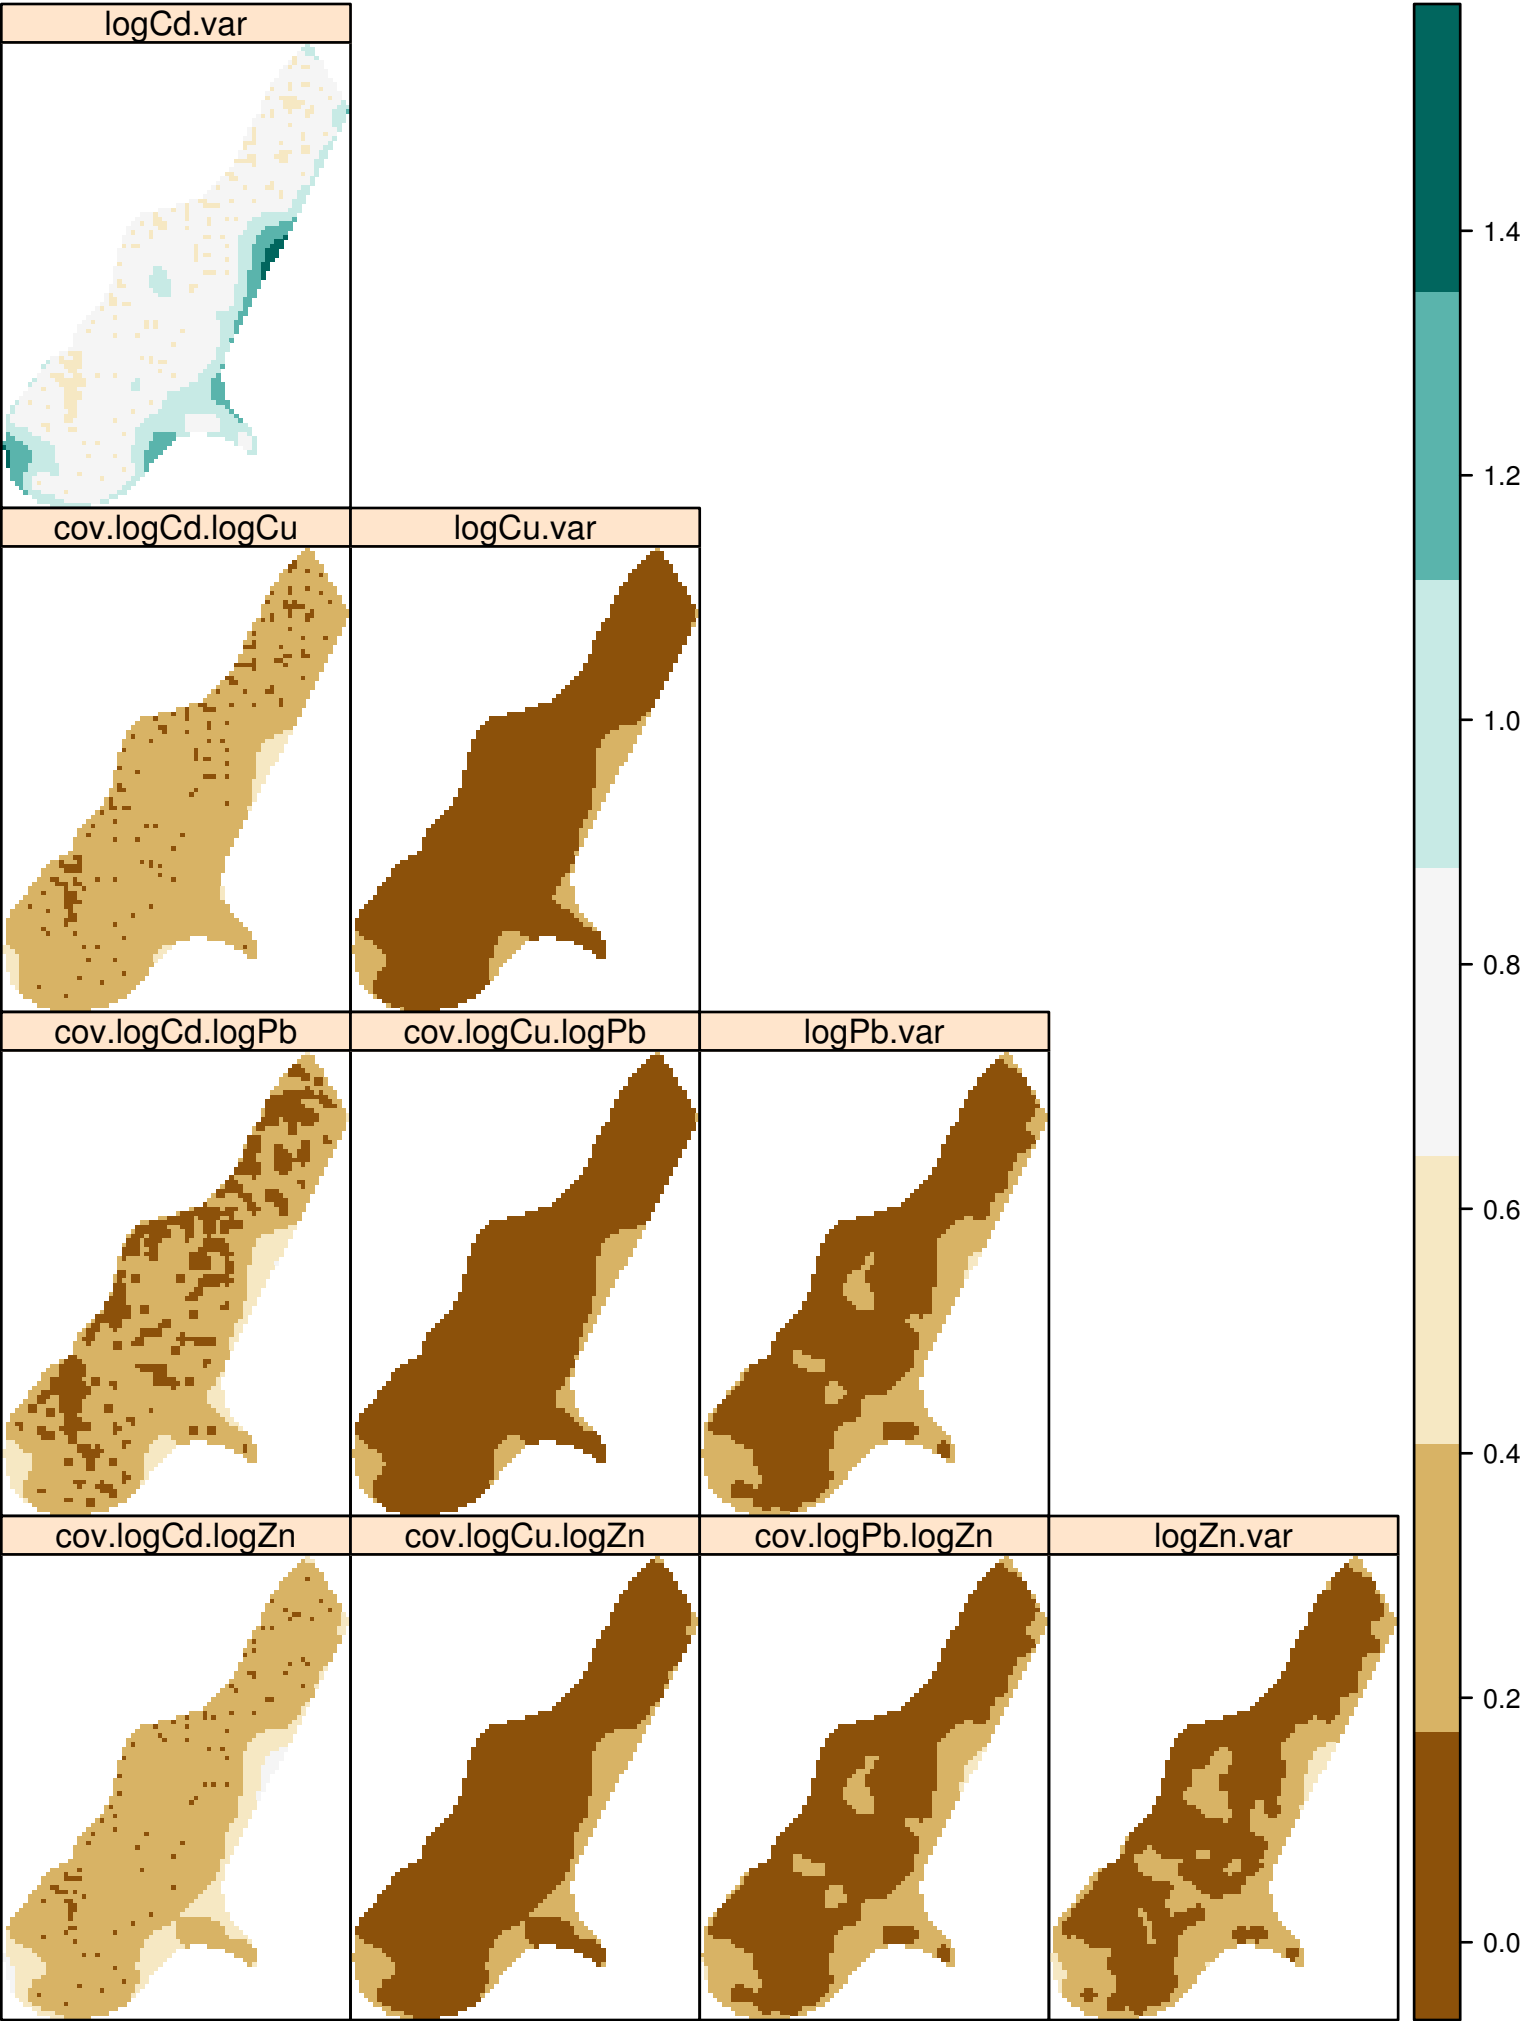 logCd.var
cov.logCd.logCu
logCu.var
cov.logCd.logPb
cov.logCu.logPb
logPb.var
cov.logCd.logZn
cov.logCu.logZn
cov.logPb.logZn
logZn.var
1.4
1.2
1.0
0.8
0.6
0.4
0.2
0.0